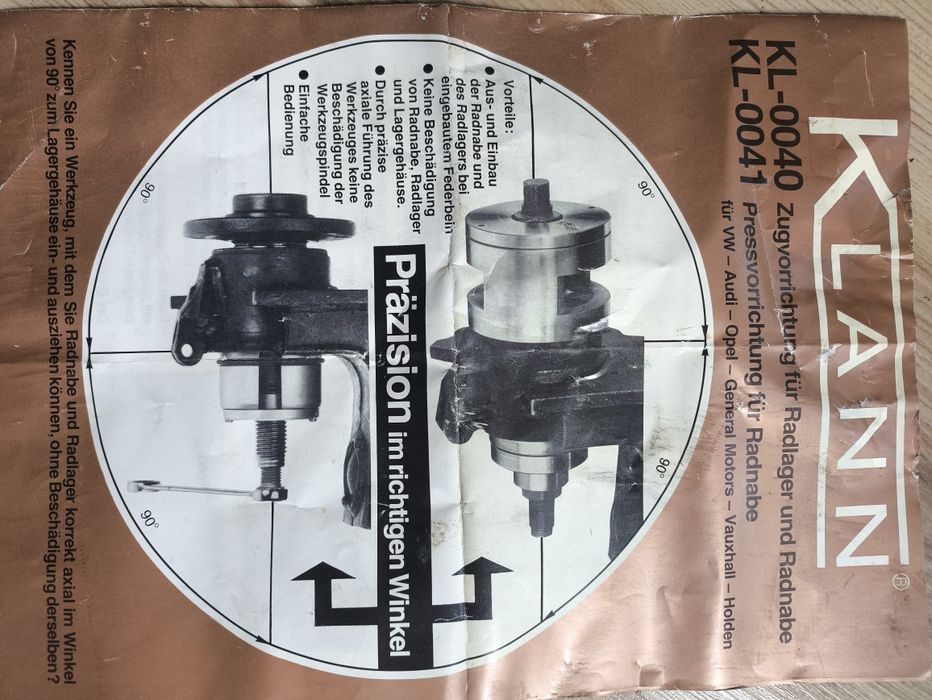 KLANN®
KL-0040 Zugvorrichtung für Radlager und Radnabe
KL-0041 Pressvorrichtung für Radnabe
für VW – Audi – Opel – General Motors – Vauxhall – Holden
90°
90°
Vorteile:
● Aus- und Einbau
der Radnabe und
des Radlagers bei
eingebautem Federbein
● Keine Beschädigung
von Radnabe, Radlager
und Lagergehäuse.
● Durch präzise
axiale Führung des
Werkzeuges keine
Beschädigung der
Werkzeugspindel
● Einfache
Bedienung
Präzision im richtigen Winkel
90°
90°
Kennen Sie ein Werkzeug, mit dem Sie Radnabe und Radlager korrekt axial im Winkel
von 90° zum Lagergehäuse ein- und ausziehen können, ohne Beschädigung derselben?